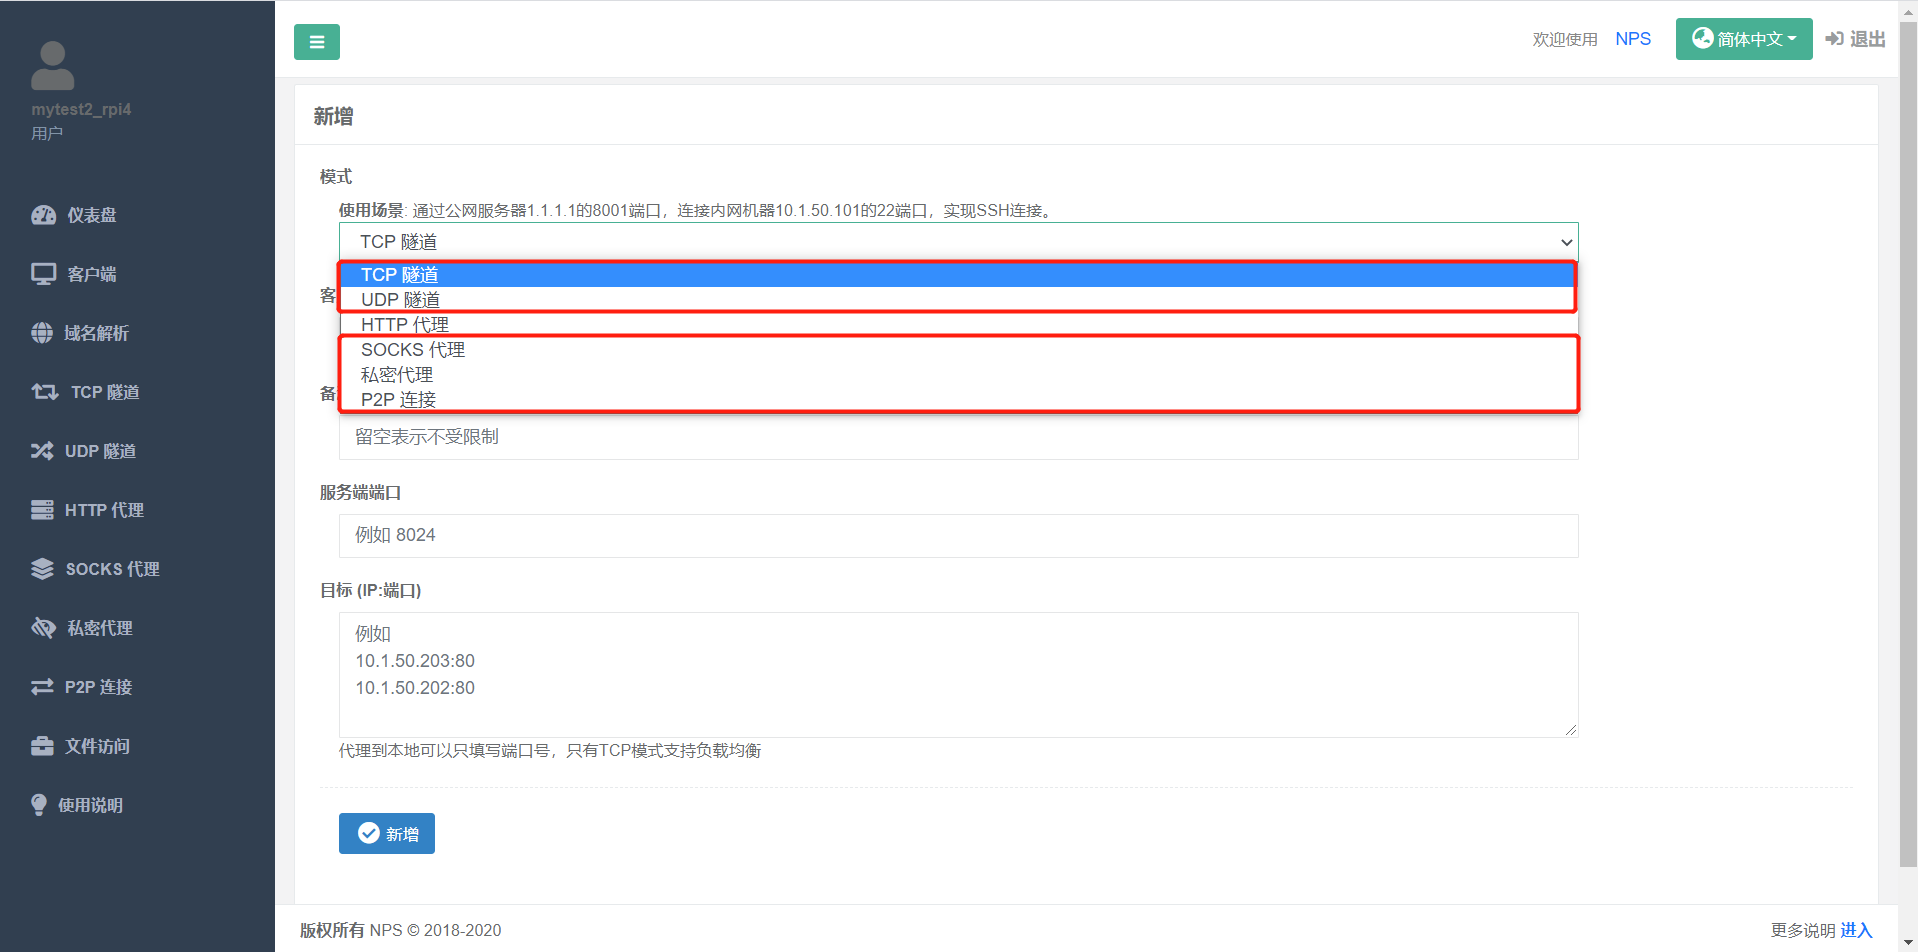 mytest2_rpi4
用户
仪表盘
客户端
域名解析
TCP 隧道
UDP 隧道
HTTP 代理
SOCKS 代理
私密代理
P2P 连接
文件访问
使用说明
欢迎使用 NPS
简体中文
退出
新增
模式
使用场景: 通过公网服务器1.1.1.1的8001端口，连接内网机器10.1.50.101的22端口，实现SSH连接。
TCP 隧道
TCP 隧道
客
UDP 隧道
HTTP 代理
SOCKS 代理
私密代理
备
P2P 连接
留空表示不受限制
服务端端口
例如 8024
目标 (IP:端口)
例如
10.1.50.203:80
10.1.50.202:80
代理到本地可以只填写端口号，只有TCP模式支持负载均衡
新增
版权所有 NPS © 2018-2020
更多说明 进入